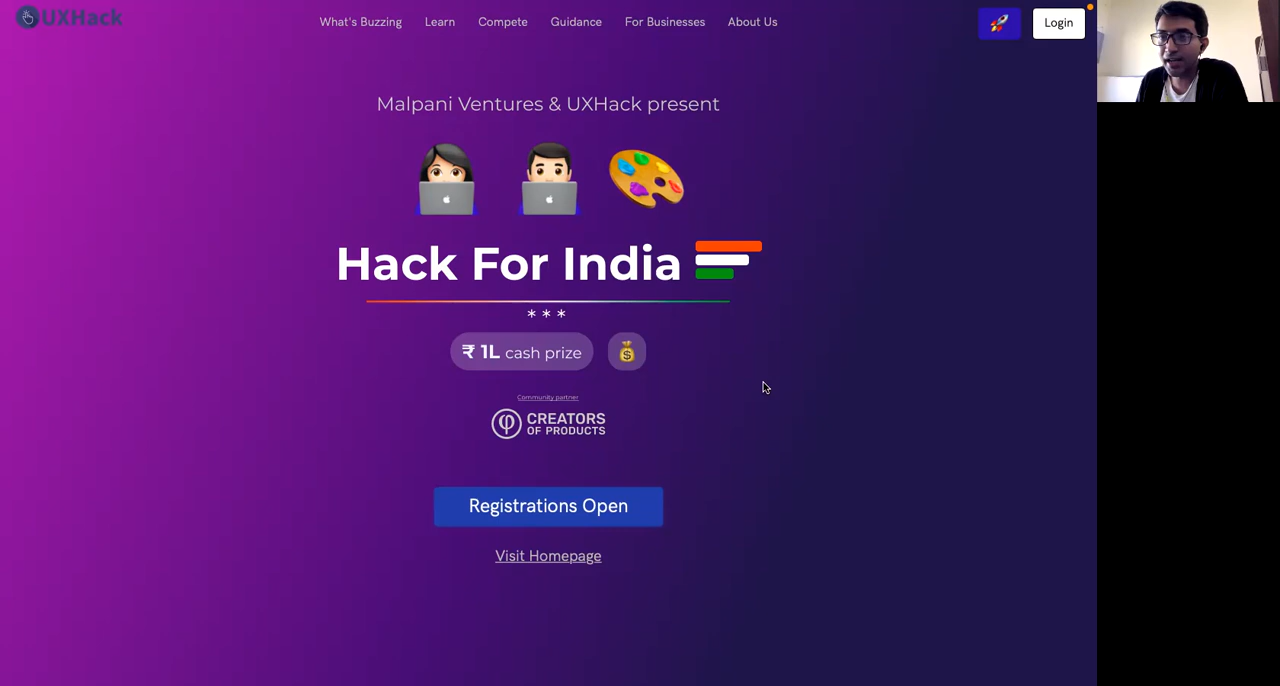 UXHack
What's Buzzing Learn Compete Guidance For Businesses About Us
Login
Malpani Ventures & UXHack present
Hack For India
***
₹ 1L cash prize
Community partner
CREATORS
OF PRODUCTS
Registrations Open
Visit Homepage